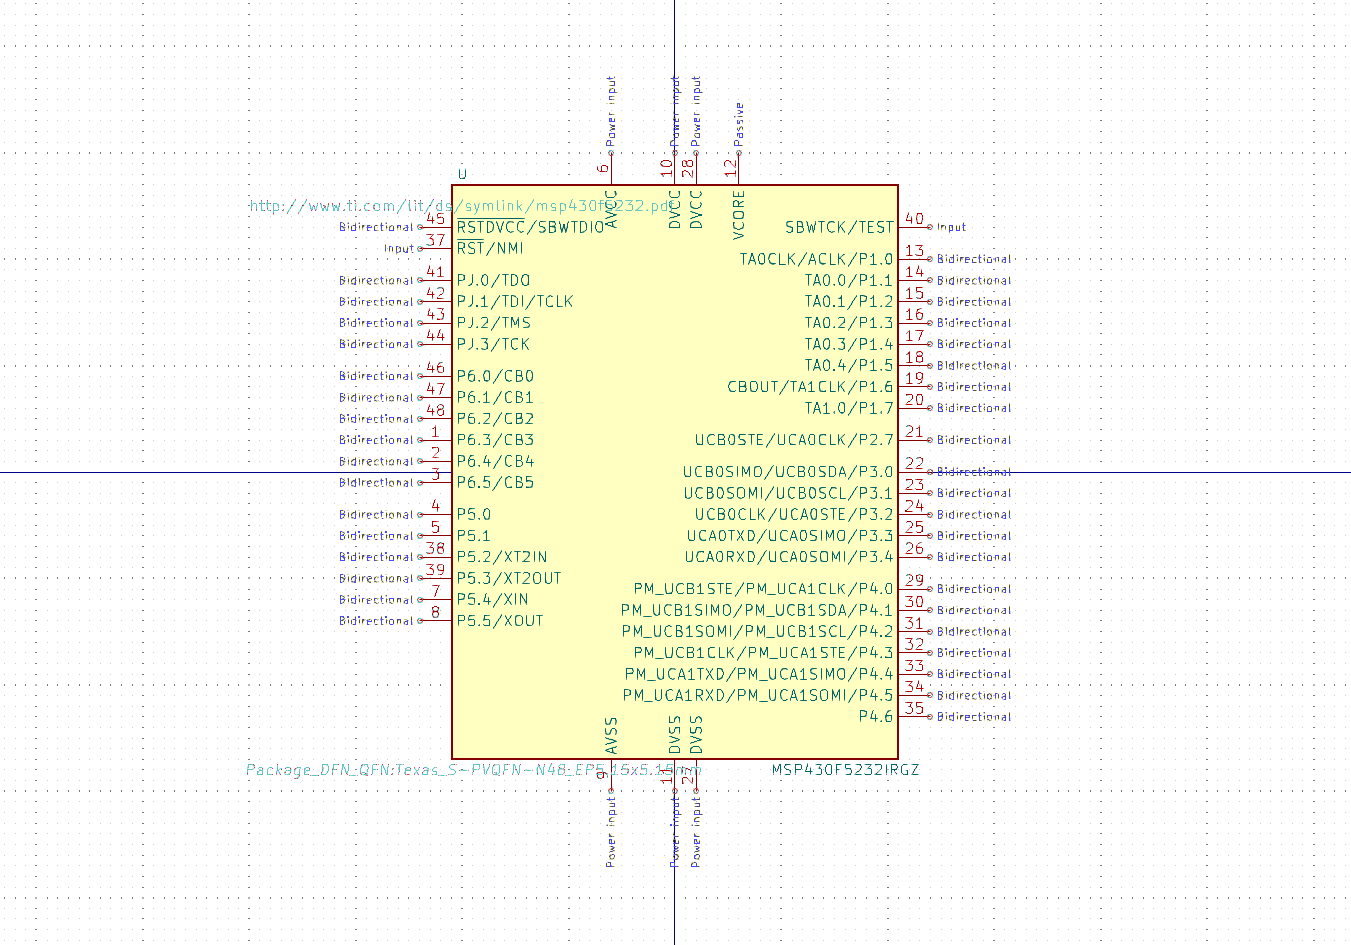 Power input
Power input
Power input
Passive
6
10
28
12
U
AVCC
DVCC
DVCC
VCORE
http://www.ti.com/lit/ds/symlink/msp430f5232.pdf
Bidirectional 45 RSTDVCC/SBWTDIO
Input 37 RST/NMI
Bidirectional 41 PJ.0/TDO
Bidirectional 42 PJ.1/TDI/TCLK
Bidirectional 43 PJ.2/TMS
Bidirectional 44 PJ.3/TCK
Bidirectional 46 P6.0/CB0
Bidirectional 47 P6.1/CB1
Bidirectional 48 P6.2/CB2
Bidirectional 1 P6.3/CB3
Bidirectional 2 P6.4/CB4
Bidirectional 3 P6.5/CB5
Bidirectional 4 P5.0
Bidirectional 5 P5.1
Bidirectional 38 P5.2/XT2IN
Bidirectional 39 P5.3/XT2OUT
Bidirectional 7 P5.4/XIN
Bidirectional 8 P5.5/XOUT
SBWTCK/TEST 40 Input
TA0CLK/ACLK/P1.0 13 Bidirectional
TA0.0/P1.1 14 Bidirectional
TA0.1/P1.2 15 Bidirectional
TA0.2/P1.3 16 Bidirectional
TA0.3/P1.4 17 Bidirectional
TA0.4/P1.5 18 Bidirectional
CBOUT/TA1CLK/P1.6 19 Bidirectional
TA1.0/P1.7 20 Bidirectional
UCB0STE/UCA0CLK/P2.7 21 Bidirectional
UCB0SIMO/UCB0SDA/P3.0 22 Bidirectional
UCB0SOMI/UCB0SCL/P3.1 23 Bidirectional
UCB0CLK/UCA0STE/P3.2 24 Bidirectional
UCA0TXD/UCA0SIMO/P3.3 25 Bidirectional
UCA0RXD/UCA0SOMI/P3.4 26 Bidirectional
PM_UCB1STE/PM_UCA1CLK/P4.0 29 Bidirectional
PM_UCB1SIMO/PM_UCB1SDA/P4.1 30 Bidirectional
PM_UCB1SOMI/PM_UCB1SCL/P4.2 31 Bidirectional
PM_UCB1CLK/PM_UCA1STE/P4.3 32 Bidirectional
PM_UCA1TXD/PM_UCA1SIMO/P4.4 33 Bidirectional
PM_UCA1RXD/PM_UCA1SOMI/P4.5 34 Bidirectional
P4.6 35 Bidirectional
AVSS
DVSS
DVSS
Package_DFN_QFN:Texas_S-PVQFN-N48_EP5.15x5.15mm
MSP430F5232IRGZ
9
11
27
Power input
Power input
Power input